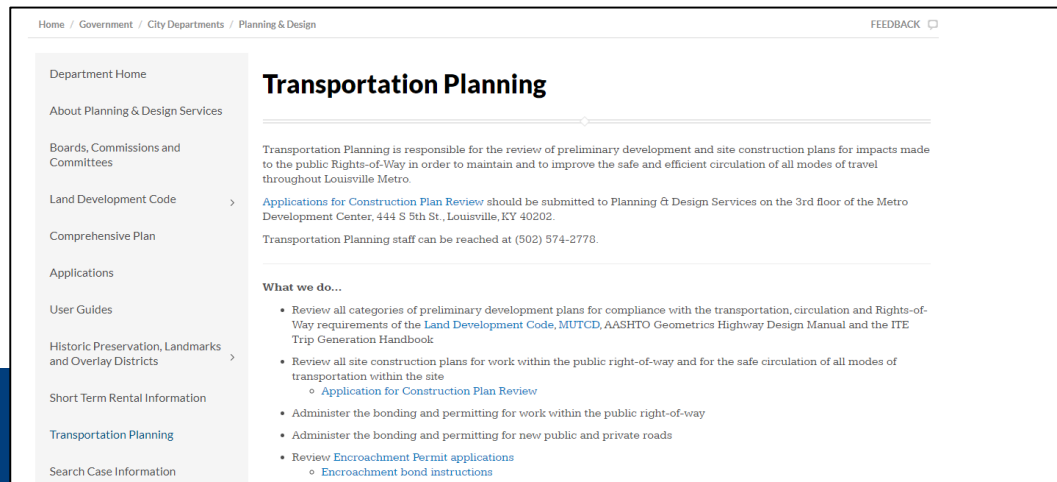 Home / Government / City Departments / Planning & Design
FEEDBACK
Department Home
About Planning & Design Services
Boards, Commissions and
Committees
Land Development Code
Comprehensive Plan
Applications
User Guides
Historic Preservation, Landmarks
and Overlay Districts
Short Term Rental Information
Transportation Planning
Search Case Information
Transportation Planning
Transportation Planning is responsible for the review of preliminary development and site construction plans for impacts made
to the public Rights-of-Way in order to maintain and to improve the safe and efficient circulation of all modes of travel
throughout Louisville Metro.
Applications for Construction Plan Review should be submitted to Planning & Design Services on the 3rd floor of the Metro
Development Center, 444 S 5th St., Louisville, KY 40202.
Transportation Planning staff can be reached at (502) 574-2778.
What we do...
• Review all categories of preliminary development plans for compliance with the transportation, circulation and Rights-of-
Way requirements of the Land Development Code, MUTCD, AASHTO Geometrics Highway Design Manual and the ITE
Trip Generation Handbook
• Review all site construction plans for work within the public right-of-way and for the safe circulation of all modes of
transportation within the site
◦ Application for Construction Plan Review
• Administer the bonding and permitting for work within the public right-of-way
• Administer the bonding and permitting for new public and private roads
• Review Encroachment Permit applications
◦ Encroachment bond instructions